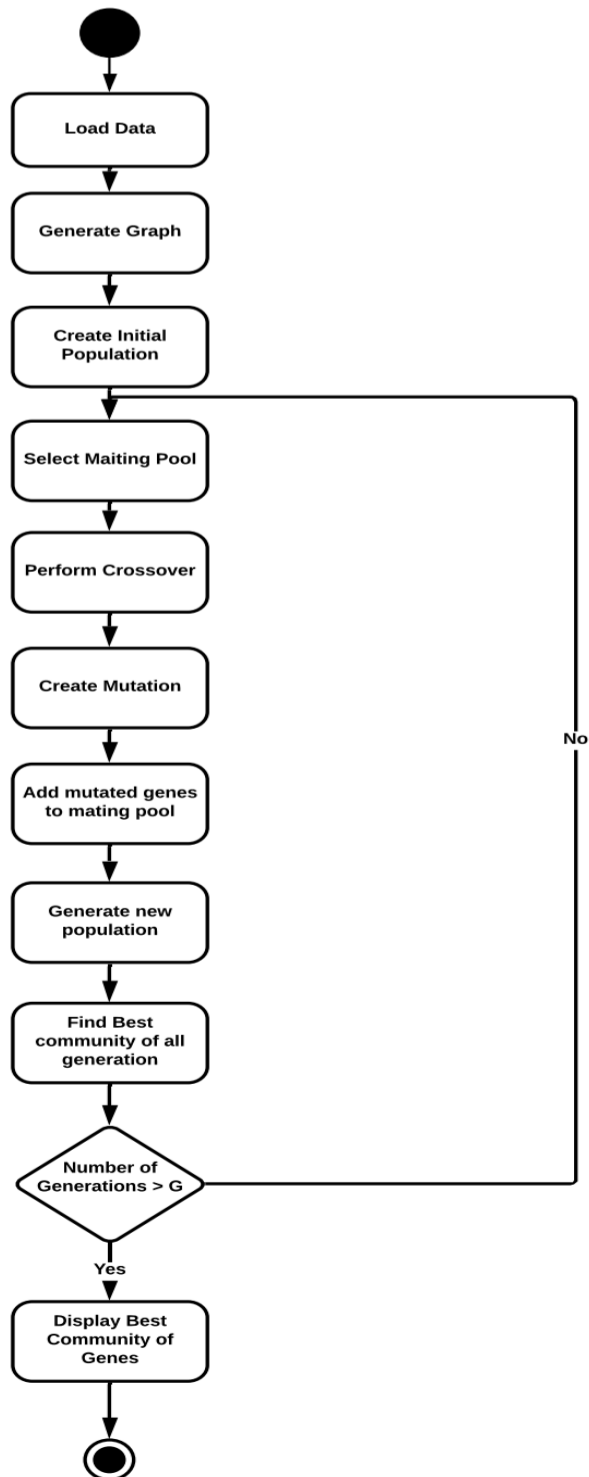 Load Data
Generate Graph
Create Initial
Population
Select Maiting Pool
Perform Crossover
Create Mutation
Add mutated genes
to mating pool
Generate new
population
Find Best
community of all
generation
Number of
Generations > G
No
Yes
Display Best
Community of
Genes